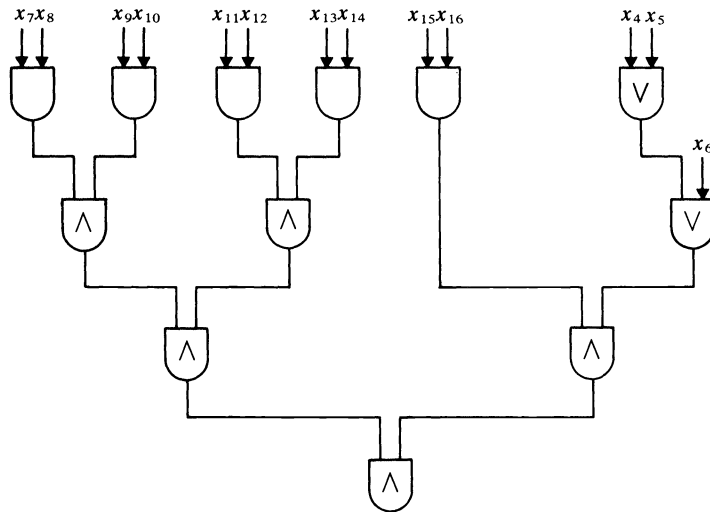 x₇x₈ x₉x₁₀ x₁₁x₁₂ x₁₃x₁₄ x₁₅x₁₆ x₄ x₅
∨
x₆
∧ ∧ ∨
∧ ∧
∧